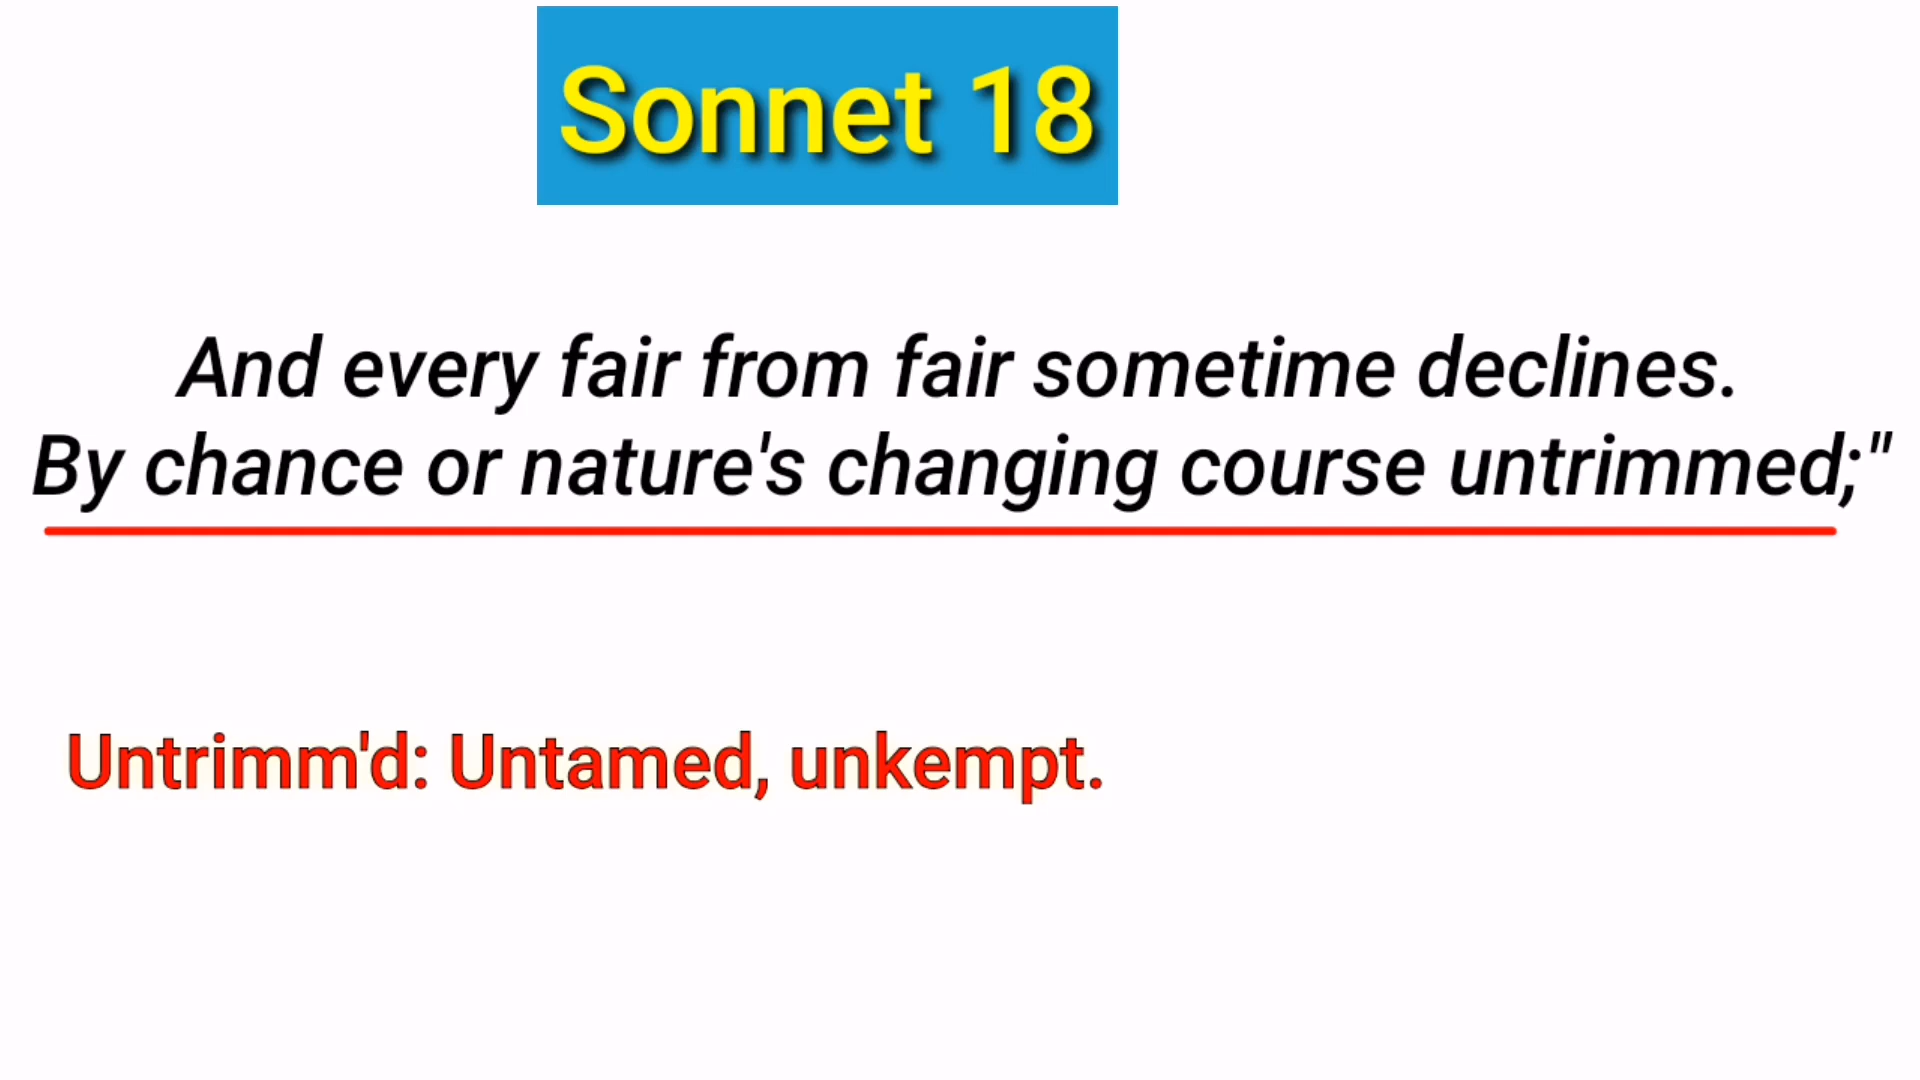 Sonnet 18
And every fair from fair sometime declines.
By chance or nature's changing course untrimmed;"
Untrimm'd: Untamed, unkempt.